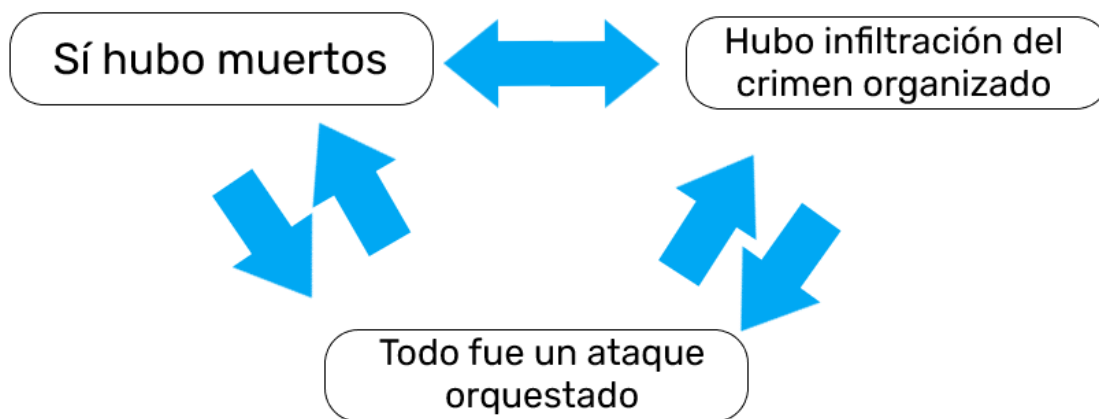 Sí hubo muertos
Hubo infiltración del
crimen organizado
Todo fue un ataque
orquestado